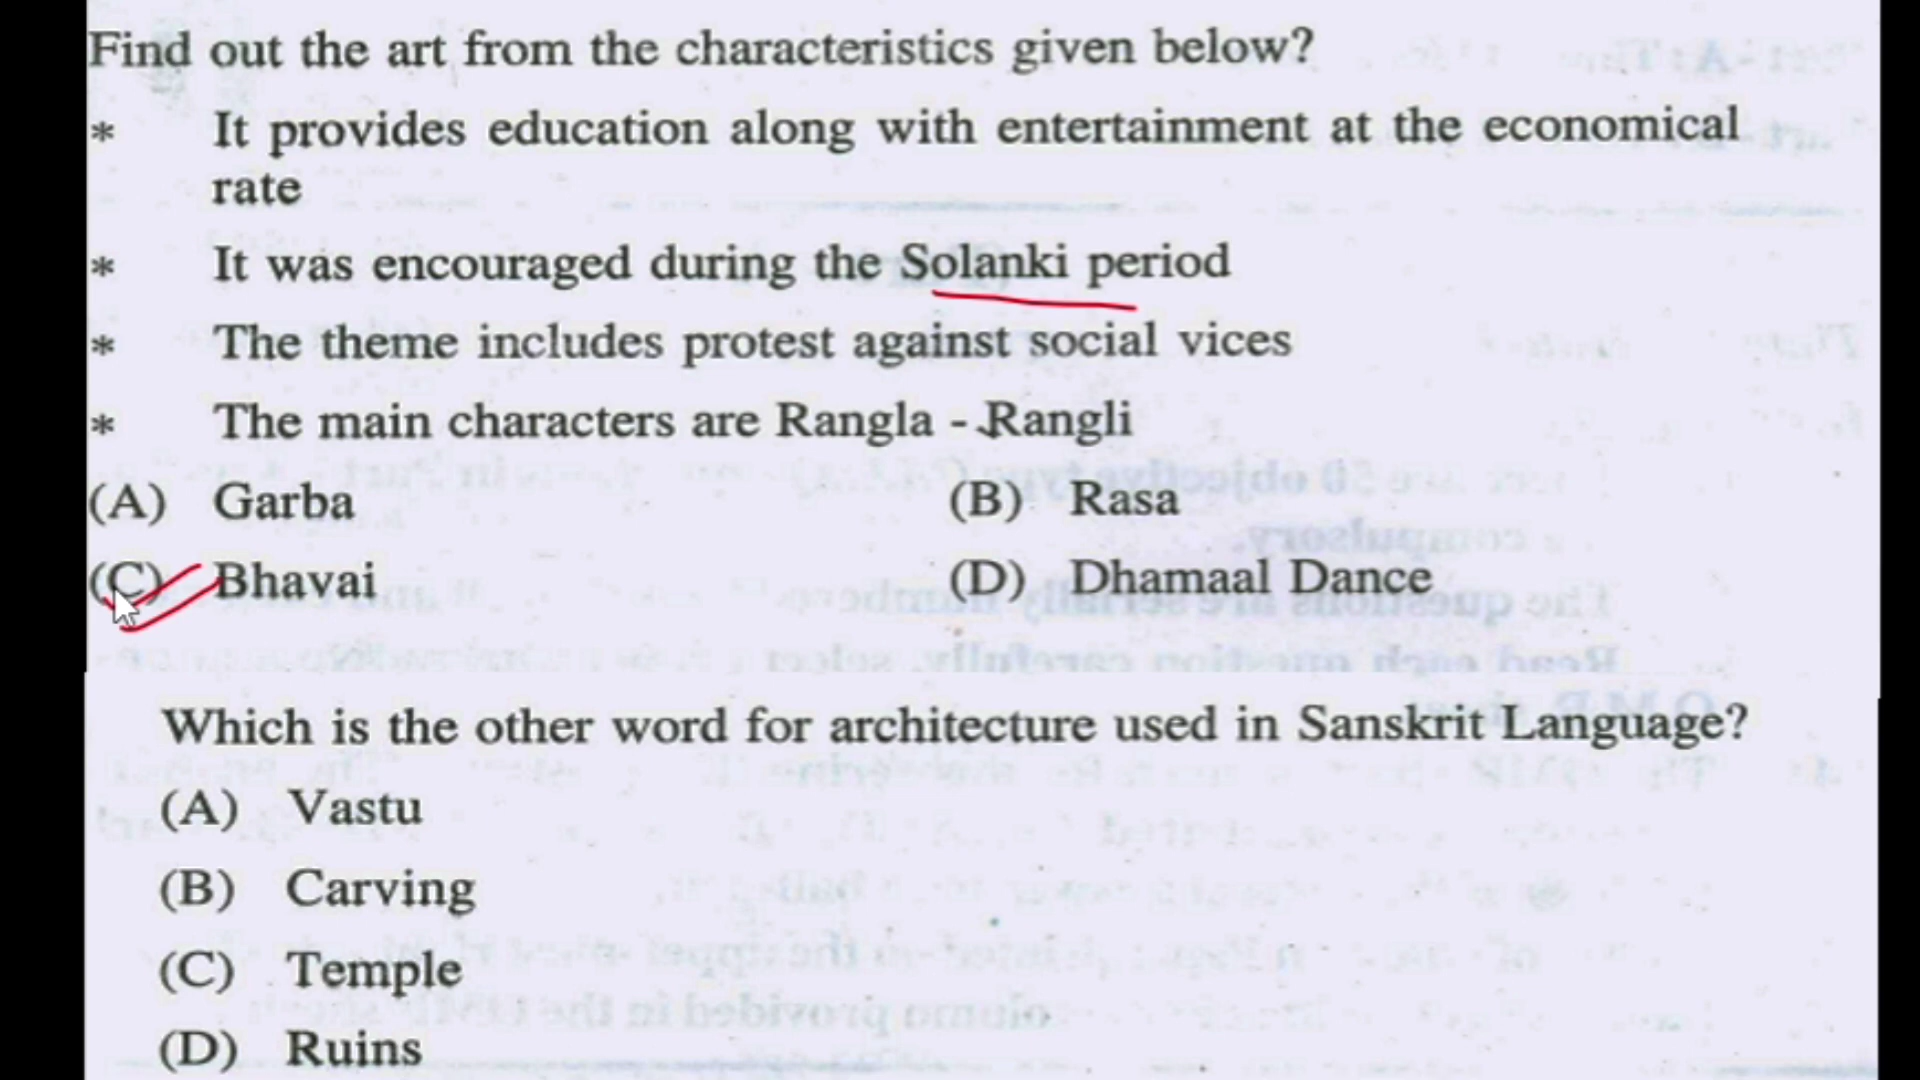 Find out the art from the characteristics given below?
* It provides education along with entertainment at the economical
rate
* It was encouraged during the Solanki period
* The theme includes protest against social vices
* The main characters are Rangla - Rangli
(A) Garba (B) Rasa
(C) Bhavai (D) Dhamaal Dance
Which is the other word for architecture used in Sanskrit Language?
(A) Vastu
(B) Carving
(C) Temple
(D) Ruins